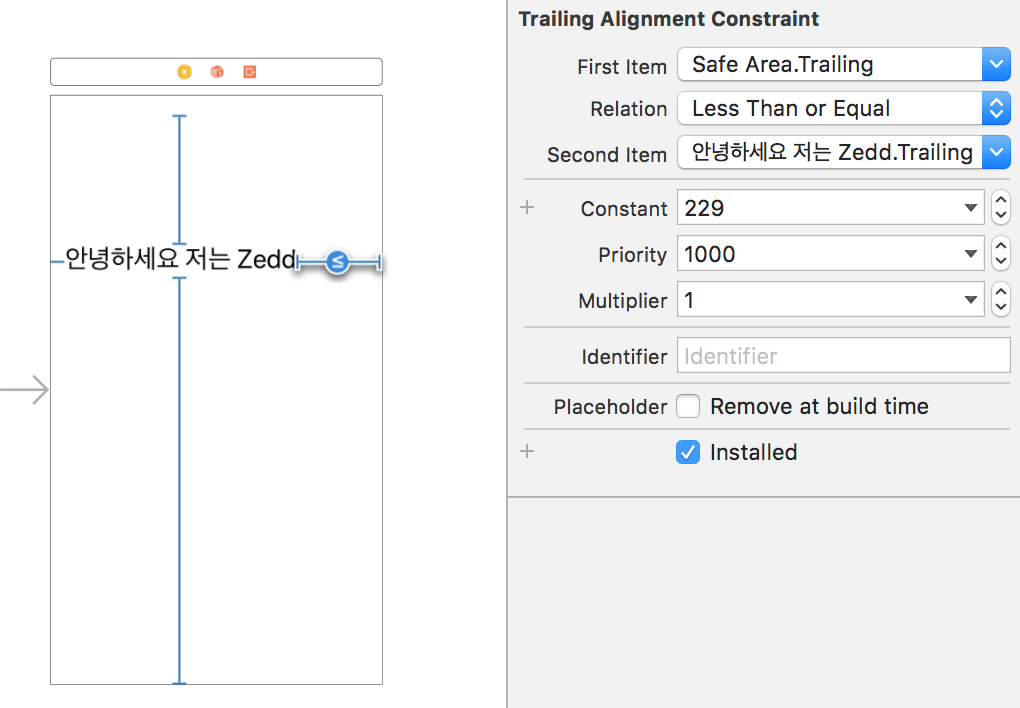 Trailing Alignment Constraint
First Item Safe Area.Trailing
Relation Less Than or Equal
Second Item 안녕하세요 저는 Zedd.Trailing
Constant 229
Priority 1000
Multiplier 1
Identifier Identifier
Placeholder Remove at build time
Installed
안녕하세요 저는 Zedd